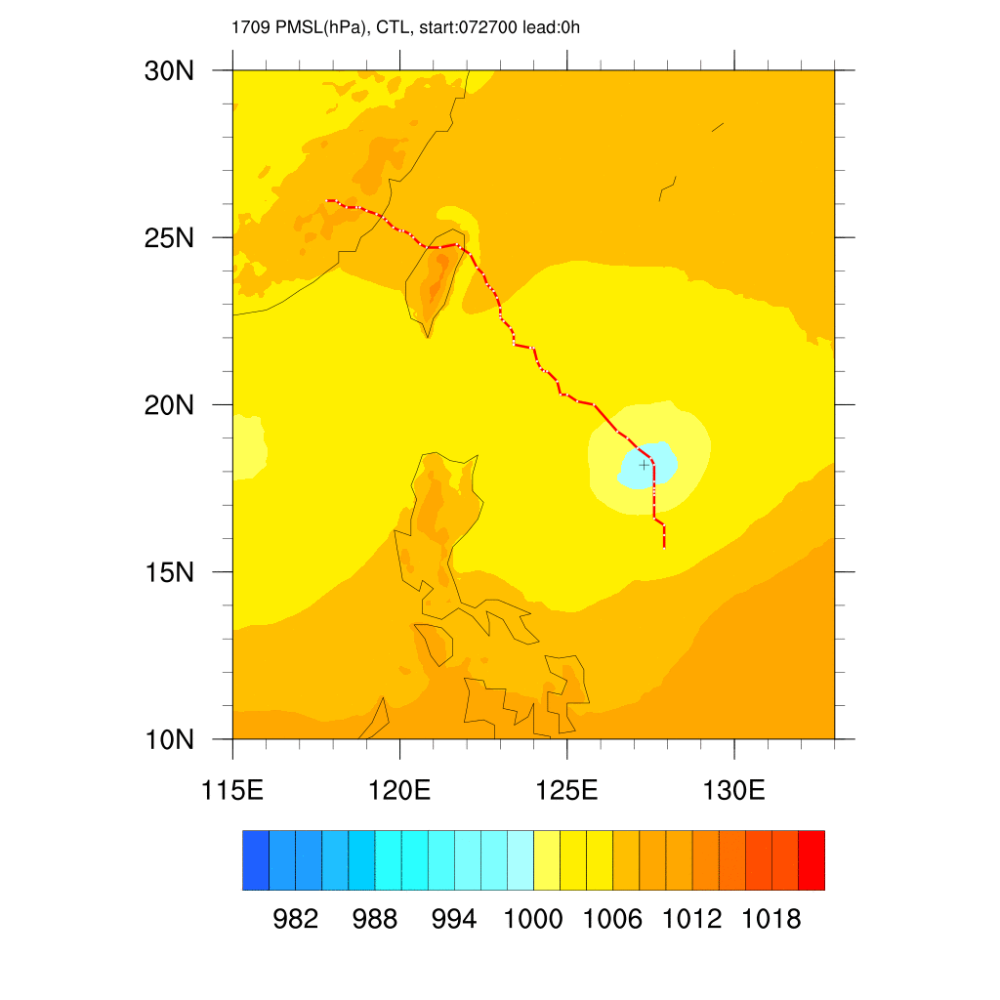 1709 PMSL(hPa), CTL, start:072700 lead:0h
30N
25N
20N
15N
10N
115E 120E 125E 130E
982 988 994 1000 1006 1012 1018